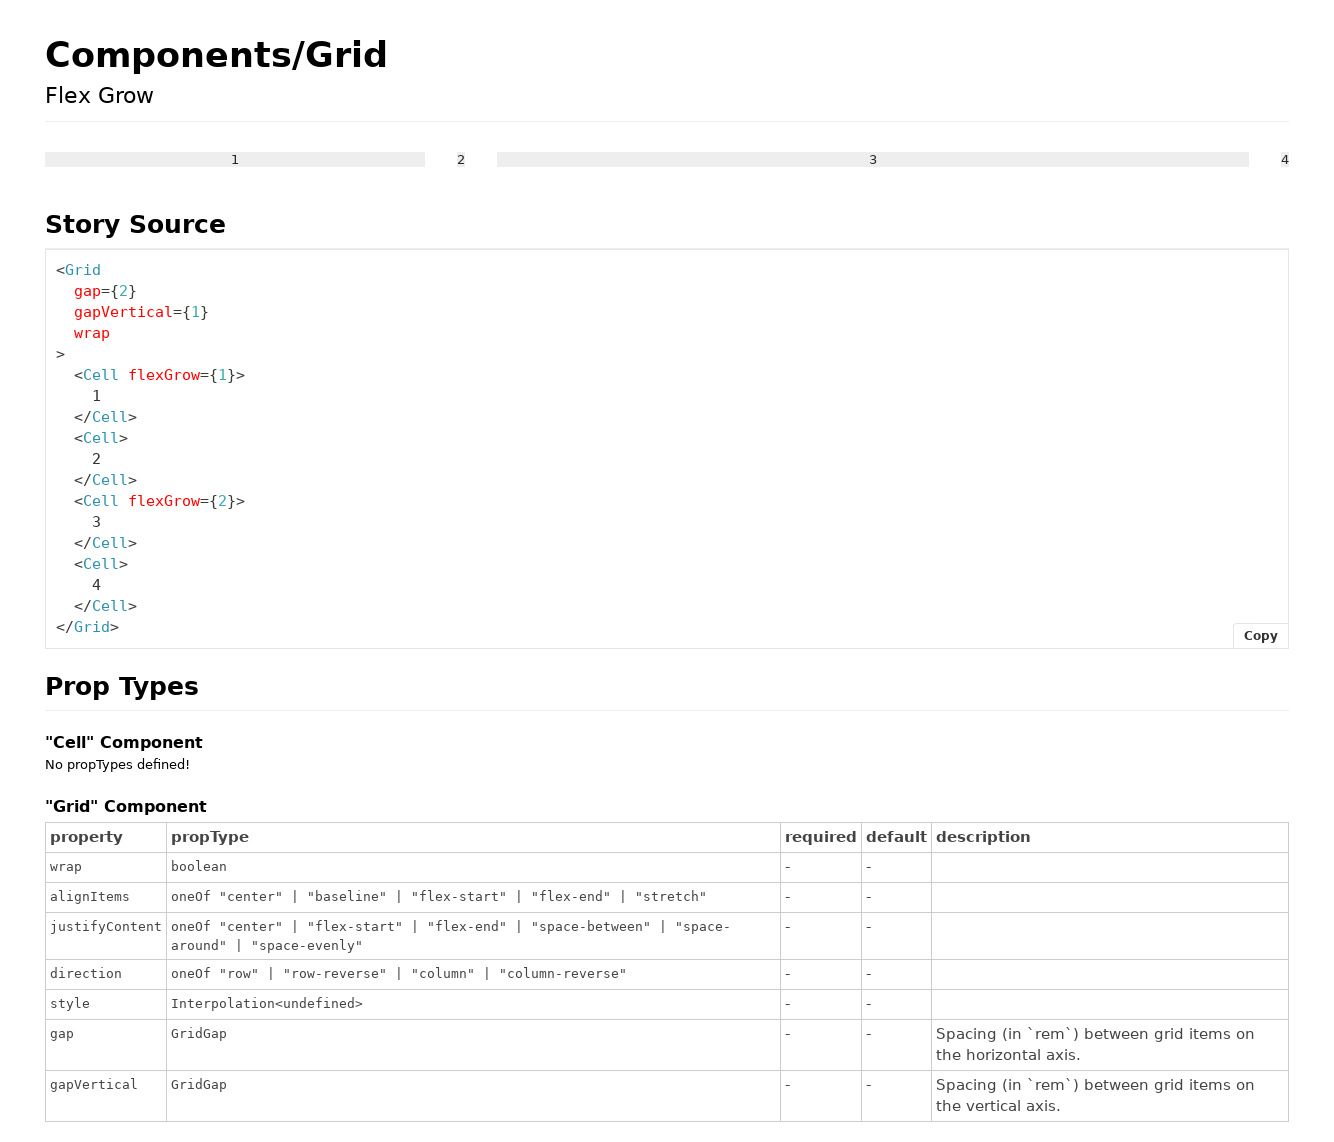 Components/Grid
Flex Grow
1 2 3 4
Story Source
<Grid
  gap={2}
  gapVertical={1}
  wrap
>
  <Cell flexGrow={1}>
    1
  </Cell>
  <Cell>
    2
  </Cell>
  <Cell flexGrow={2}>
    3
  </Cell>
  <Cell>
    4
  </Cell>
</Grid>
Copy
Prop Types
"Cell" Component
No propTypes defined!
"Grid" Component
property propType required default description
wrap boolean - -
alignItems oneOf "center" | "baseline" | "flex-start" | "flex-end" | "stretch" - -
justifyContent oneOf "center" | "flex-start" | "flex-end" | "space-between" | "space- - -
around" | "space-evenly"
direction oneOf "row" | "row-reverse" | "column" | "column-reverse" - -
style Interpolation<undefined> - -
gap GridGap - - Spacing (in `rem`) between grid items on
the horizontal axis.
gapVertical GridGap - - Spacing (in `rem`) between grid items on
the vertical axis.